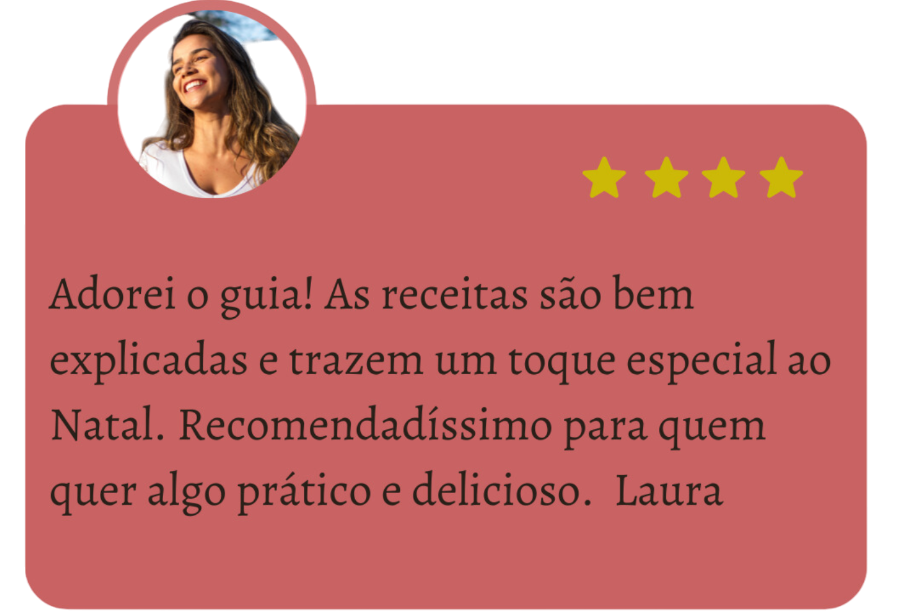 Adorei o guia! As receitas são bem
explicadas e trazem um toque especial ao
Natal. Recomendadíssimo para quem
quer algo prático e delicioso.  Laura